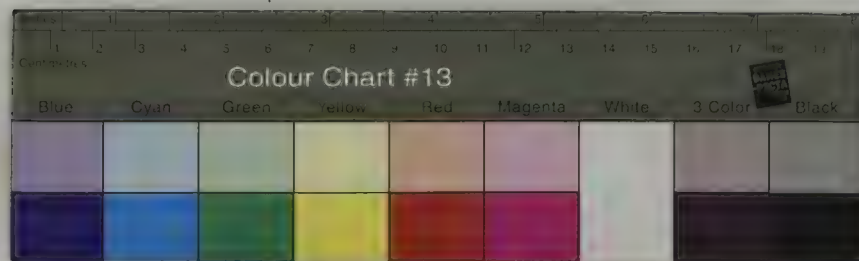 1 2 3 4 5 6 7
1 2 3 4 5 6 7 8 9 10 11 12 13 14 15 16 17 18 19
Centimetres
Colour Chart #13
Blue Cyan Green Yellow Red Magenta White 3 Color Black